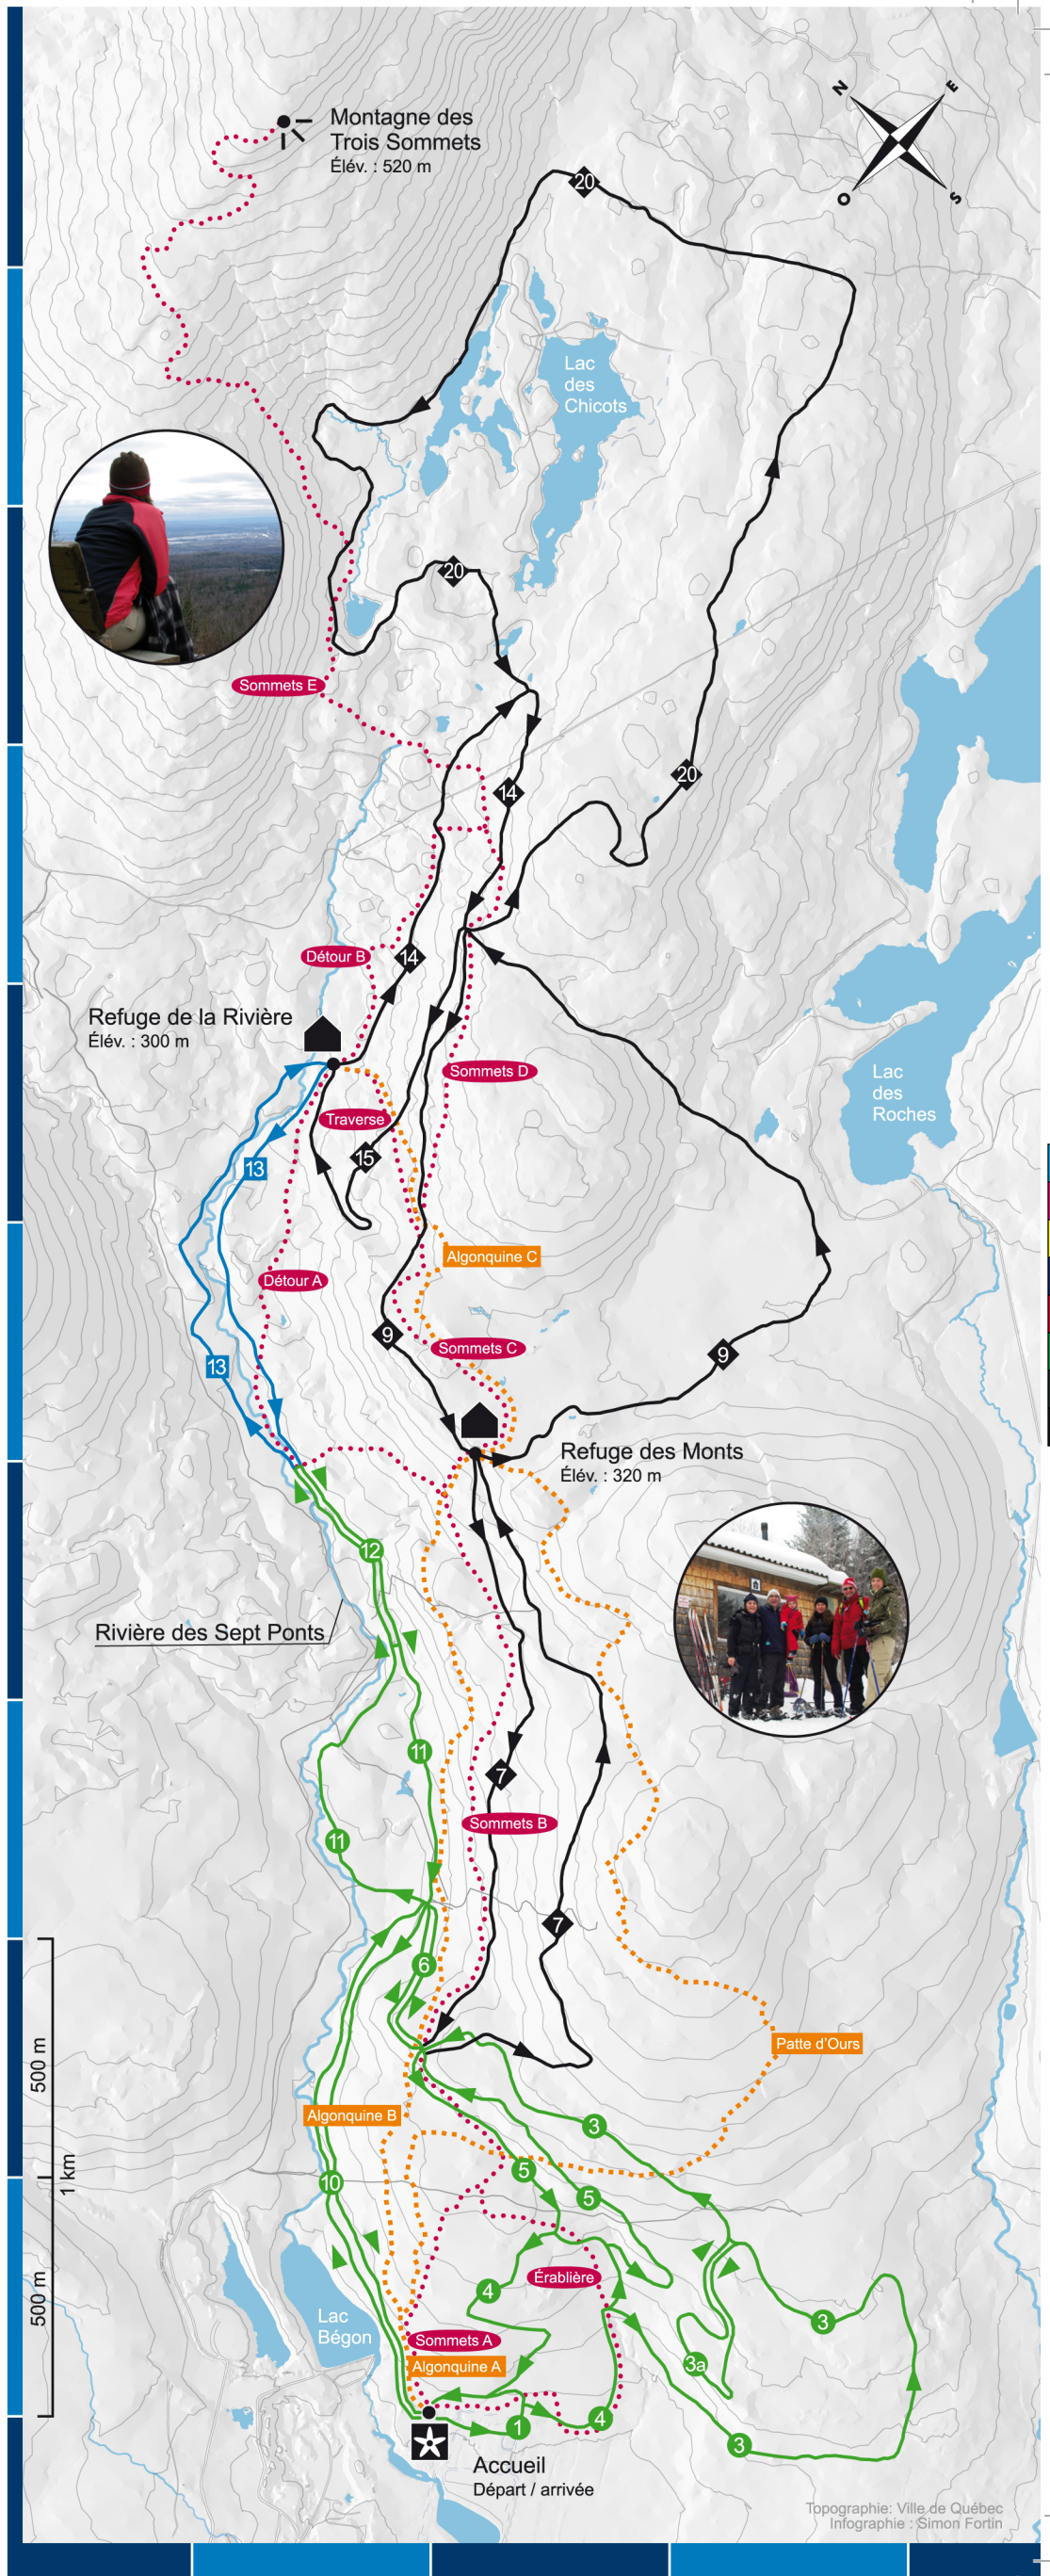 N
E
O
S
Montagne des
Trois Sommets
Élév. : 520 m
20
Lac
des
Chicots
20
Sommets E
20
14
Détour B
14
Refuge de la Rivière
Élév. : 300 m
Sommets D
Lac
des
Roches
Traverse
15
13
Algonquine C
Détour A
9
Sommets C
9
13
Refuge des Monts
Élév. : 320 m
12
Rivière des Sept Ponts
11
7
Sommets B
11
7
6
Patte d'Ours
500 m
Algonquine B
3
1 km
5
10
5
Érablière
4
500 m
Lac
Bégon
3
Sommets A
3a
Algonquine A
4
1
3
Accueil
Départ / arrivée
Topographie: Ville de Québec
Infographie : Simon Fortin